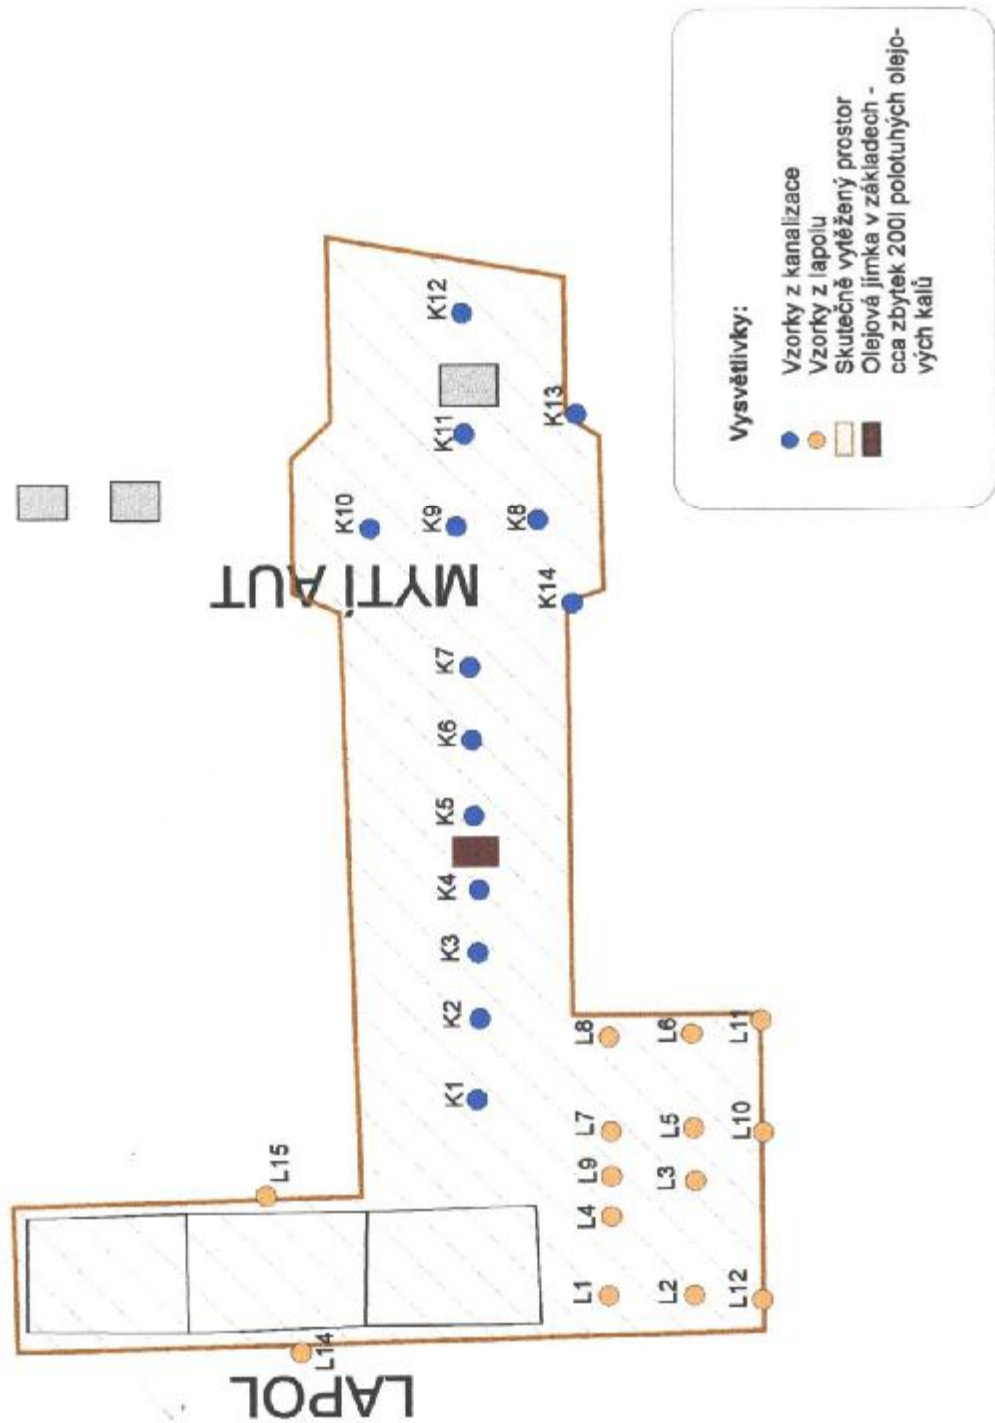 MYTÍ AUT
LAPOL
K1
K2
K3
K4
K5
K6
K7
K8
K9
K10
K11
K12
K13
K14
L1
L2
L3
L4
L5
L6
L7
L8
L9
L10
L11
L12
L14
L15
Vysvětlivky:
Vzorky z kanalizace
Vzorky z lapolu
Skutečně vytěžený prostor
Olejová jímka v základech -
cca zbytek 200l polotuhých olejo-
vých kalů